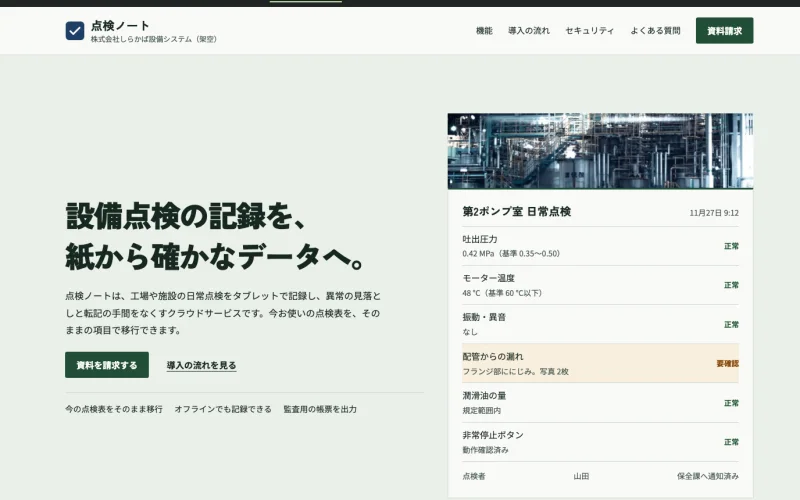 点検ノート
株式会社しらかば設備システム（架空）
機能 導入の流れ セキュリティ よくある質問 資料請求
設備点検の記録を、
紙から確かなデータへ。
点検ノートは、工場や施設の日常点検をタブレットで記録し、異常の見落と
しと転記の手間をなくすクラウドサービスです。今お使いの点検表を、その
ままの項目で移行できます。
資料を請求する 導入の流れを見る
今の点検表をそのまま移行 オフラインでも記録できる 監査用の帳票を出力
第2ポンプ室 日常点検 11月27日 9:12
吐出圧力
0.42 MPa（基準 0.35〜0.50） 正常
モーター温度
48 °C（基準 60 °C以下） 正常
振動・異音
なし 正常
配管からの漏れ
フランジ部ににじみ。写真 2枚 要確認
潤滑油の量
規定範囲内 正常
非常停止ボタン
動作確認済み 正常
点検者 山田 保全課へ通知済み